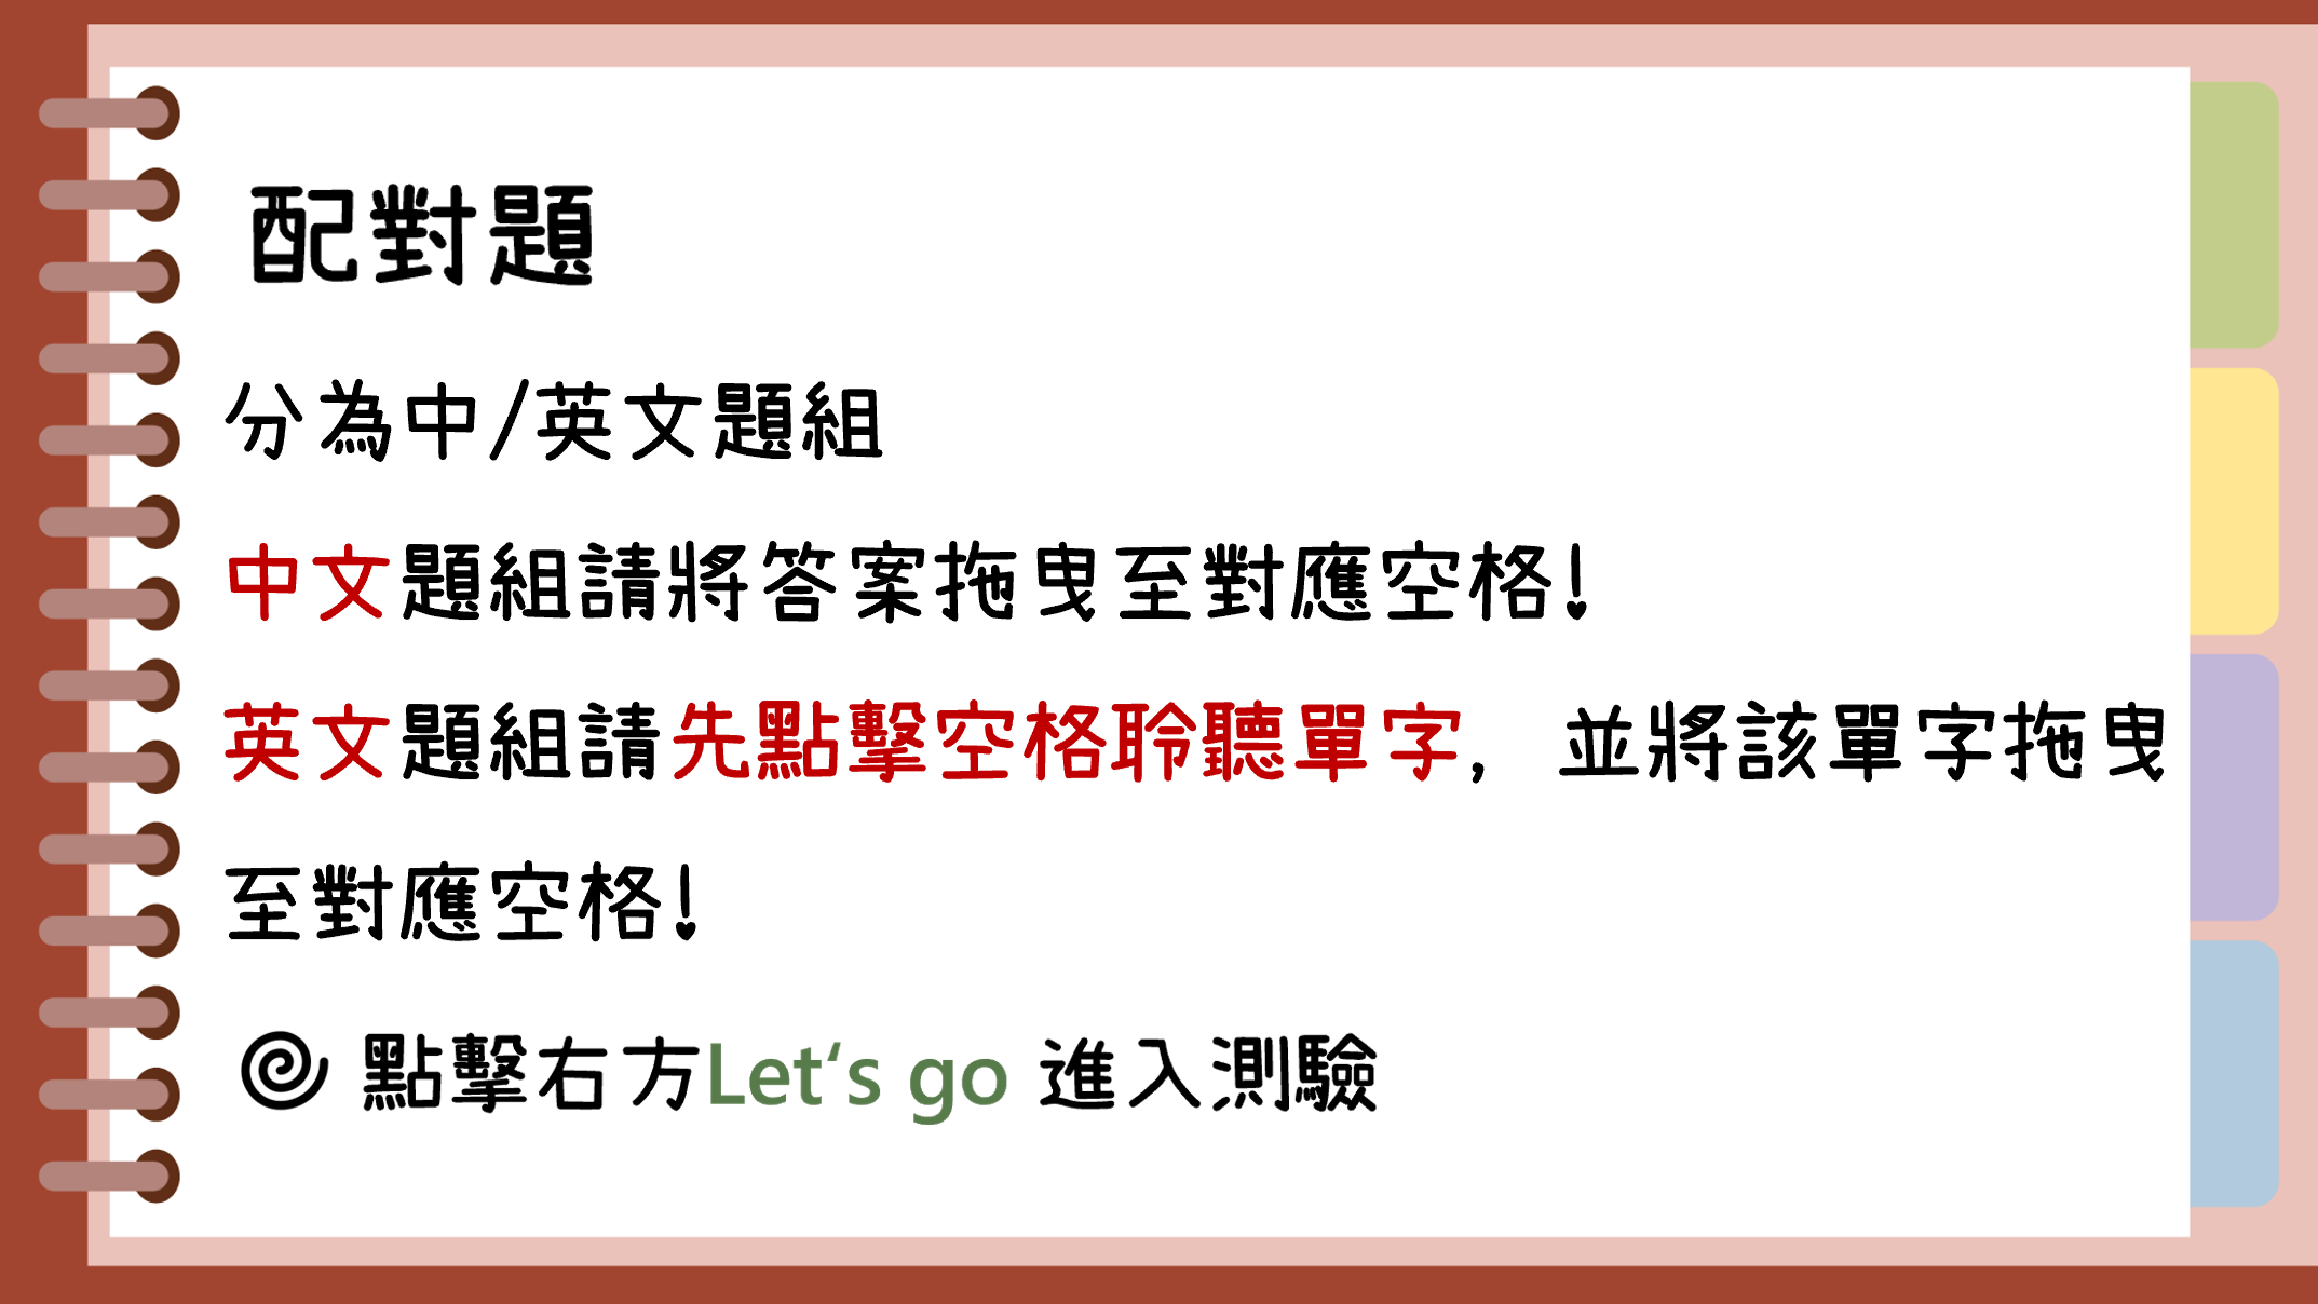 配對題
分為中/英文題組
中文題組請將答案拖曳至對應空格!
英文題組請先點擊空格聆聽單字, 並將該單字拖曳
至對應空格!
點擊右方Let‘s go 進入測驗